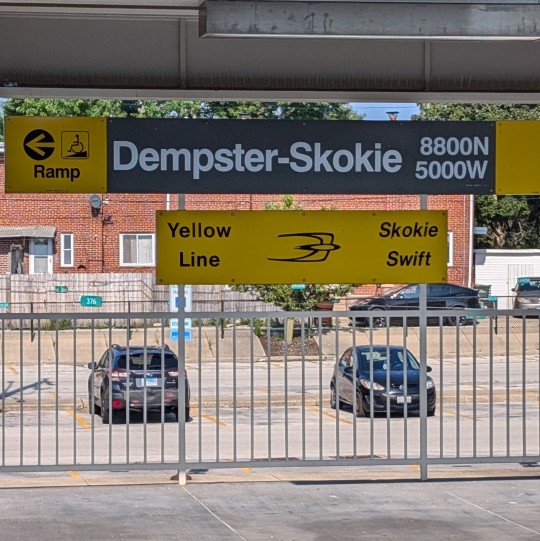 Ramp
Dempster-Skokie
8800N
5000W
Yellow
Line
Skokie
Swift
376